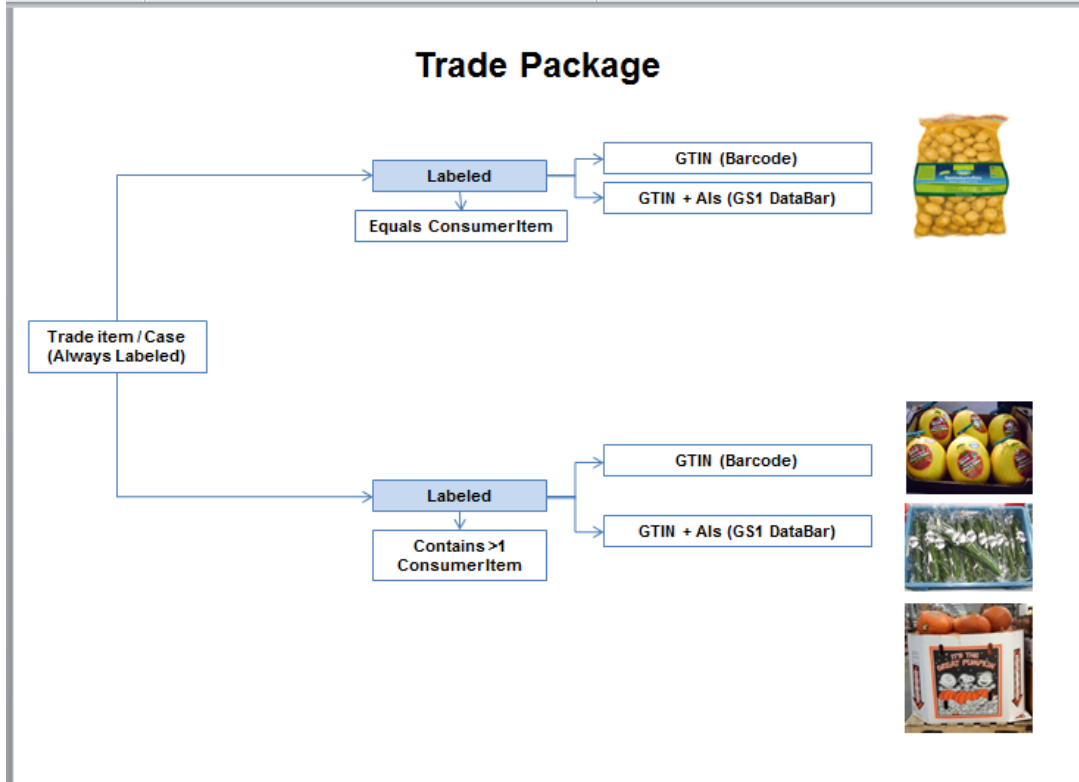 Trade Package
Labeled
GTIN (Barcode)
GTIN + AIs (GS1 DataBar)
Equals ConsumerItem
Trade item / Case
(Always Labeled)
Labeled
GTIN (Barcode)
GTIN + AIs (GS1 DataBar)
Contains >1
ConsumerItem
IT'S THE
GREAT PUMPKIN